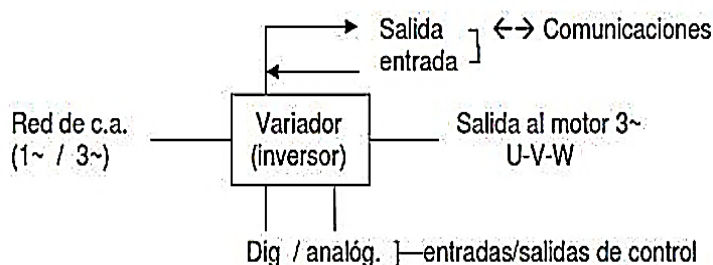 Salida ←→ Comunicaciones
entrada
Red de c.a.
(1~ / 3~)
Variador
(inversor)
Salida al motor 3~
U-V-W
Dig / analóg. }—entradas/salidas de control